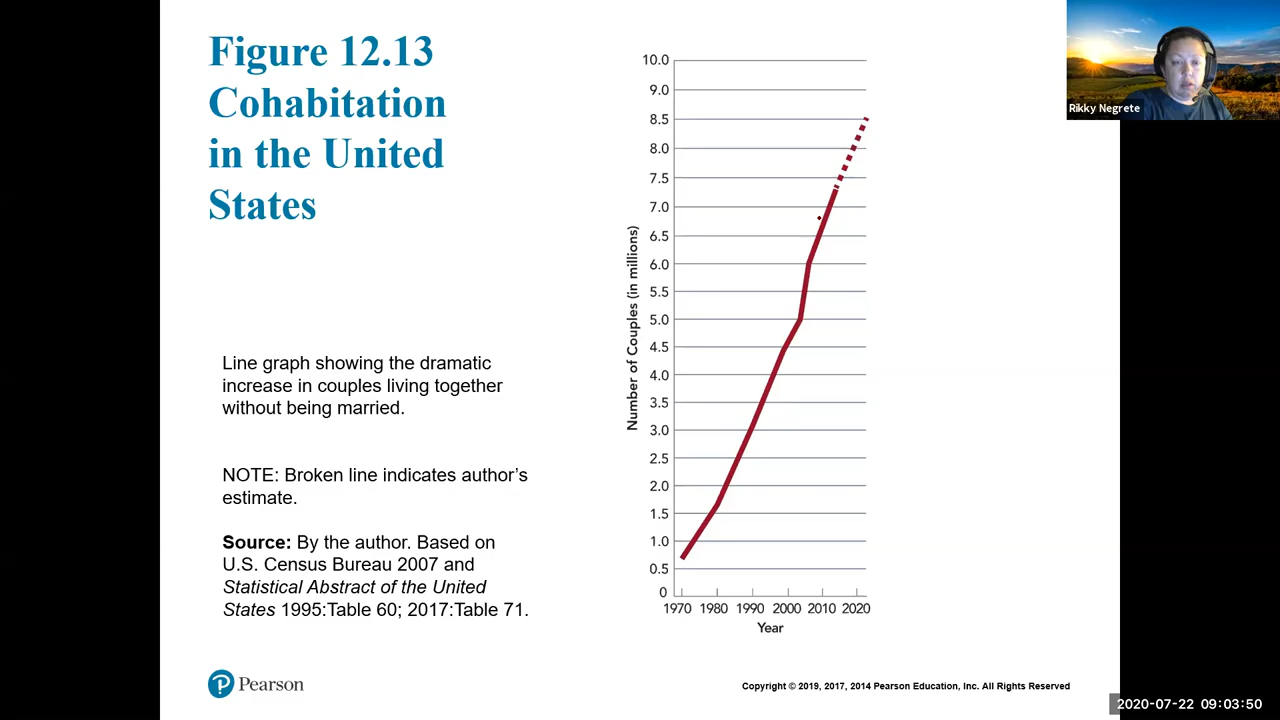 Figure 12.13
Cohabitation
in the United
States
Line graph showing the dramatic
increase in couples living together
without being married.
NOTE: Broken line indicates author’s
estimate.
Source: By the author. Based on
U.S. Census Bureau 2007 and
Statistical Abstract of the United
States 1995:Table 60; 2017:Table 71.
Number of Couples (in millions)
10.0
9.0
8.5
8.0
7.5
7.0
6.5
6.0
5.5
5.0
4.5
4.0
3.5
3.0
2.5
2.0
1.5
1.0
0.5
0
1970 1980 1990 2000 2010 2020
Year
Rikky Negrete
Pearson
Copyright © 2019, 2017, 2014 Pearson Education, Inc. All Rights Reserved
2020-07-22 09:03:50